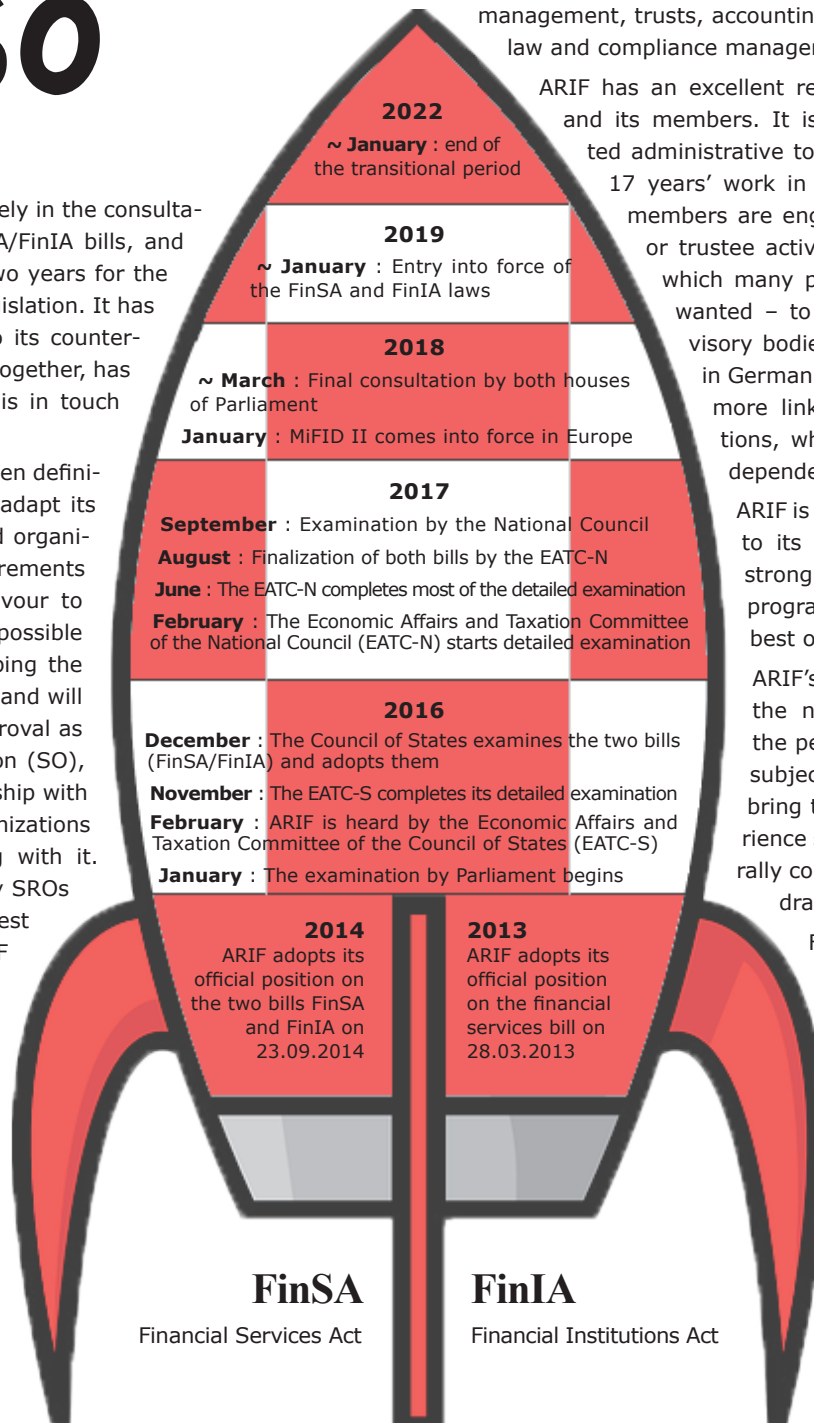 SO
ely in the consulta-
A/FinIA bills, and
wo years for the
islation. It has
o its counter-
ogether, has
is in touch
en defini-
adapt its
d organi-
rements
vour to
possible
ping the
and will
roval as
on (SO),
ship with
nizations
g with it.
y SROs
est
F
2022
~ January : end of
the transitional period
2019
~ January : Entry into force of
the FinSA and FinIA laws
2018
~ March : Final consultation by both houses
of Parliament
January : MiFID II comes into force in Europe
2017
September : Examination by the National Council
August : Finalization of both bills by the EATC-N
June : The EATC-N completes most of the detailed examination
February : The Economic Affairs and Taxation Committee
of the National Council (EATC-N) starts detailed examination
2016
December : The Council of States examines the two bills
(FinSA/FinIA) and adopts them
November : The EATC-S completes its detailed examination
February : ARIF is heard by the Economic Affairs and
Taxation Committee of the Council of States (EATC-S)
January : The examination by Parliament begins
2014
ARIF adopts its
official position on
the two bills FinSA
and FinIA on
23.09.2014
2013
ARIF adopts its
official position
on the financial
services bill on
28.03.2013
FinSA
Financial Services Act
FinIA
Financial Institutions Act
management, trusts, accountin
law and compliance manager
ARIF has an excellent re
and its members. It is
ted administrative to
17 years' work in
members are eng
or trustee activ
which many p
wanted – to
visory bodie
in German
more link
tions, wh
depende
ARIF is
to its
strong
progra
best o
ARIF's
the n
the pe
subjec
bring t
rience
rally co
dra
F